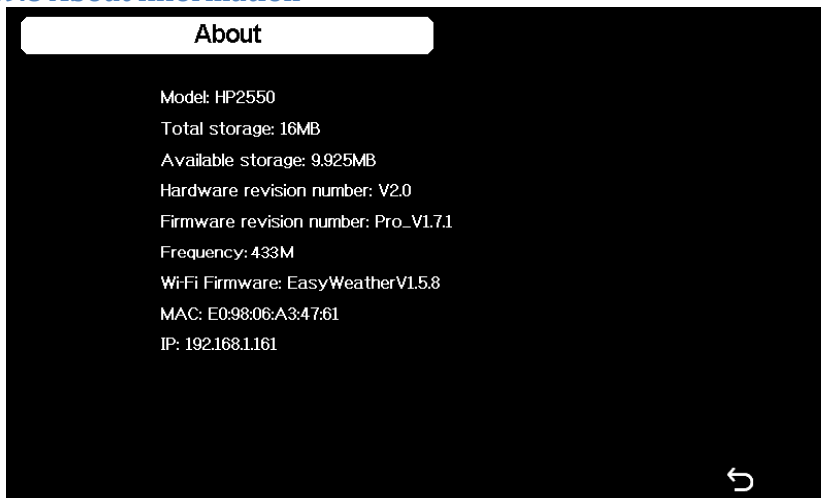 About Information
About
Model: HP2550
Total storage: 16MB
Available storage: 9.925MB
Hardware revision number: V2.0
Firmware revision number: Pro_V1.7.1
Frequency: 433M
Wi-Fi Firmware: EasyWeatherV1.5.8
MAC: E0:98:06:A3:47:61
IP: 192.168.1.161